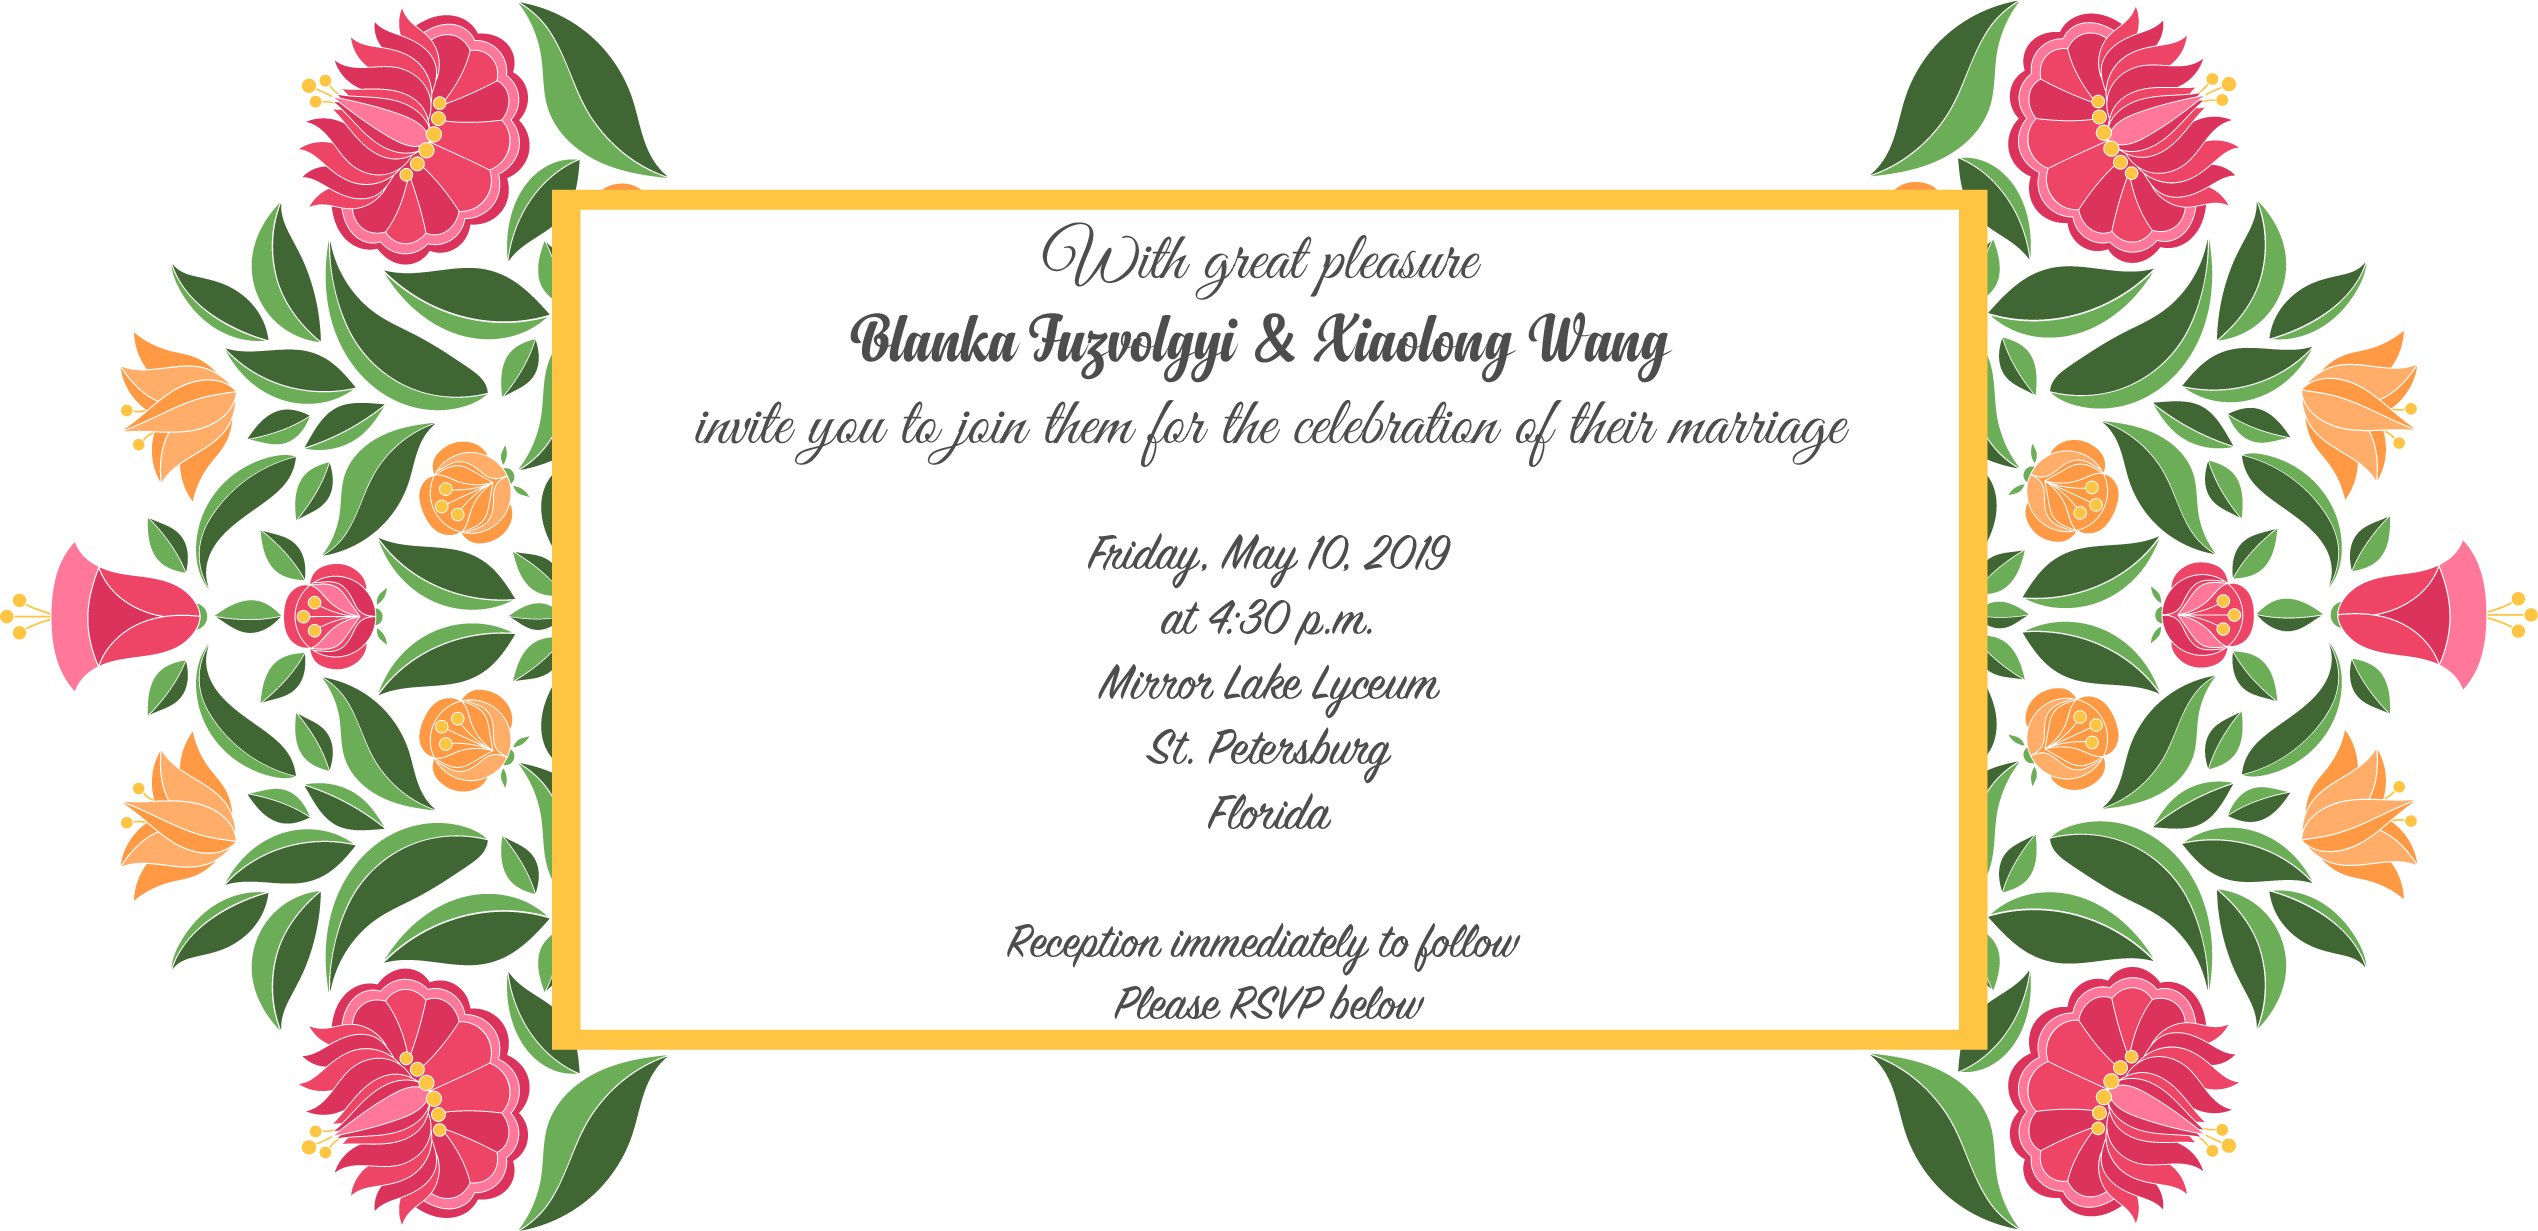 With great pleasure
Blanka Fuzvolgyi & Xiaolong Wang
invite you to join them for the celebration of their marriage
Friday, May 10, 2019
at 4:30 p.m.
Mirror Lake Lyceum
St. Petersburg
Florida
Reception immediately to follow
Please RSVP below